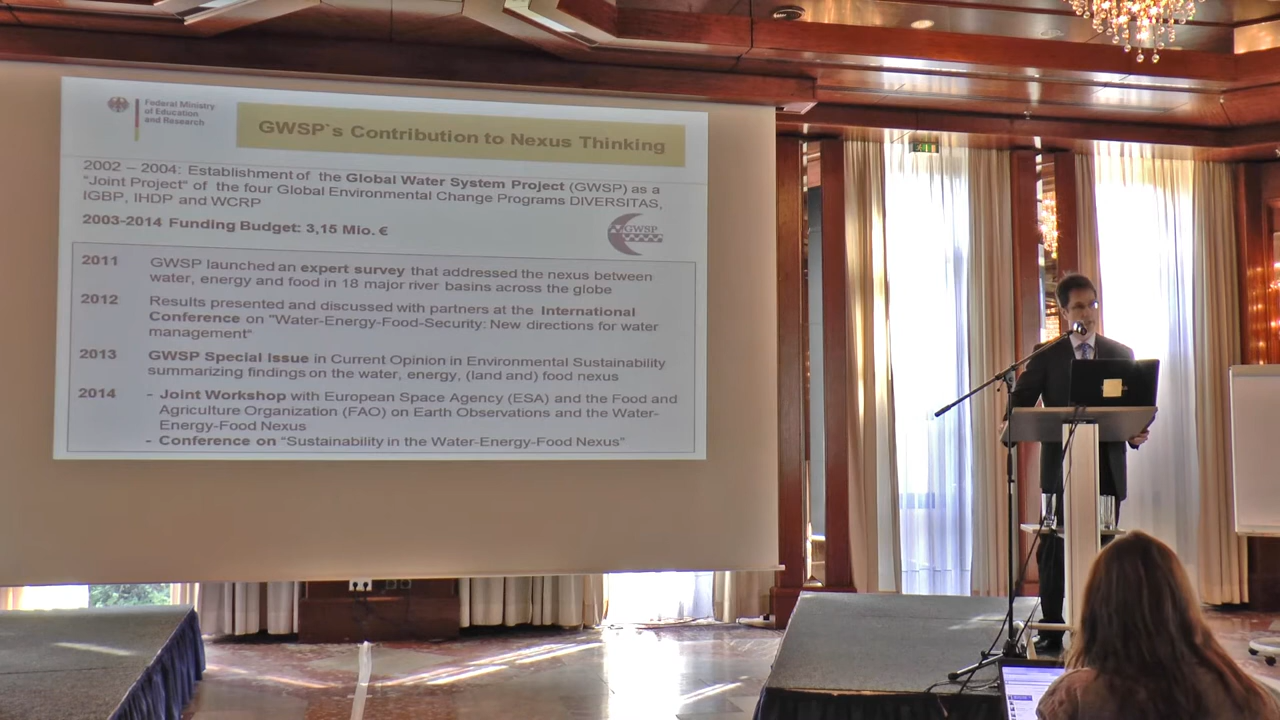 Federal Ministry
of Education
and Research
GWSP`s Contribution to Nexus Thinking
2002 – 2004: Establishment of the Global Water System Project (GWSP) as a
"Joint Project" of the four Global Environmental Change Programs DIVERSITAS,
IGBP, IHDP and WCRP
2003-2014 Funding Budget: 3,15 Mio. €
GWSP
2011 GWSP launched an expert survey that addressed the nexus between
water, energy and food in 18 major river basins across the globe
2012 Results presented and discussed with partners at the International
Conference on "Water-Energy-Food-Security: New directions for water
management"
2013 GWSP Special Issue in Current Opinion in Environmental Sustainability
summarizing findings on the water, energy, (land and) food nexus
2014 - Joint Workshop with European Space Agency (ESA) and the Food and
Agriculture Organization (FAO) on Earth Observations and the Water-
Energy-Food Nexus
- Conference on "Sustainability in the Water-Energy-Food Nexus"